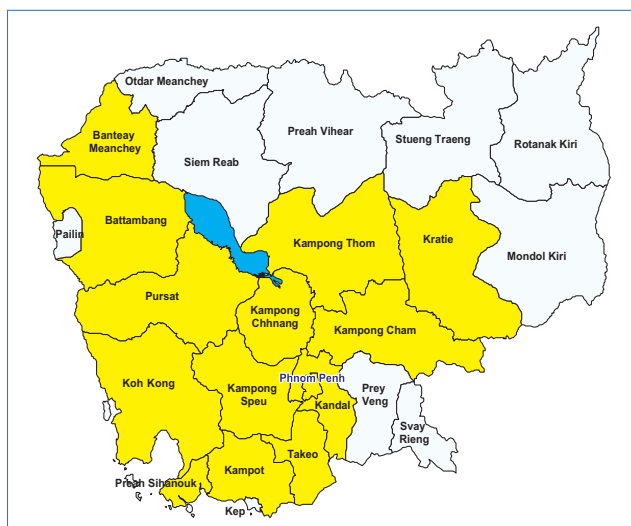 Otdar Meanchey
Banteay
Meanchey
Siem Reab
Preah Vihear
Stueng Traeng
Rotanak Kiri
Battambang
Pailin
Kampong Thom
Kratie
Mondol Kiri
Pursat
Kampong
Chhnang
Kampong Cham
Koh Kong
Kampong
Speu
Phnom Penh
Kandal
Prey
Veng
Svay
Rieng
Takeo
Kampot
Preah Sihanouk
Kep